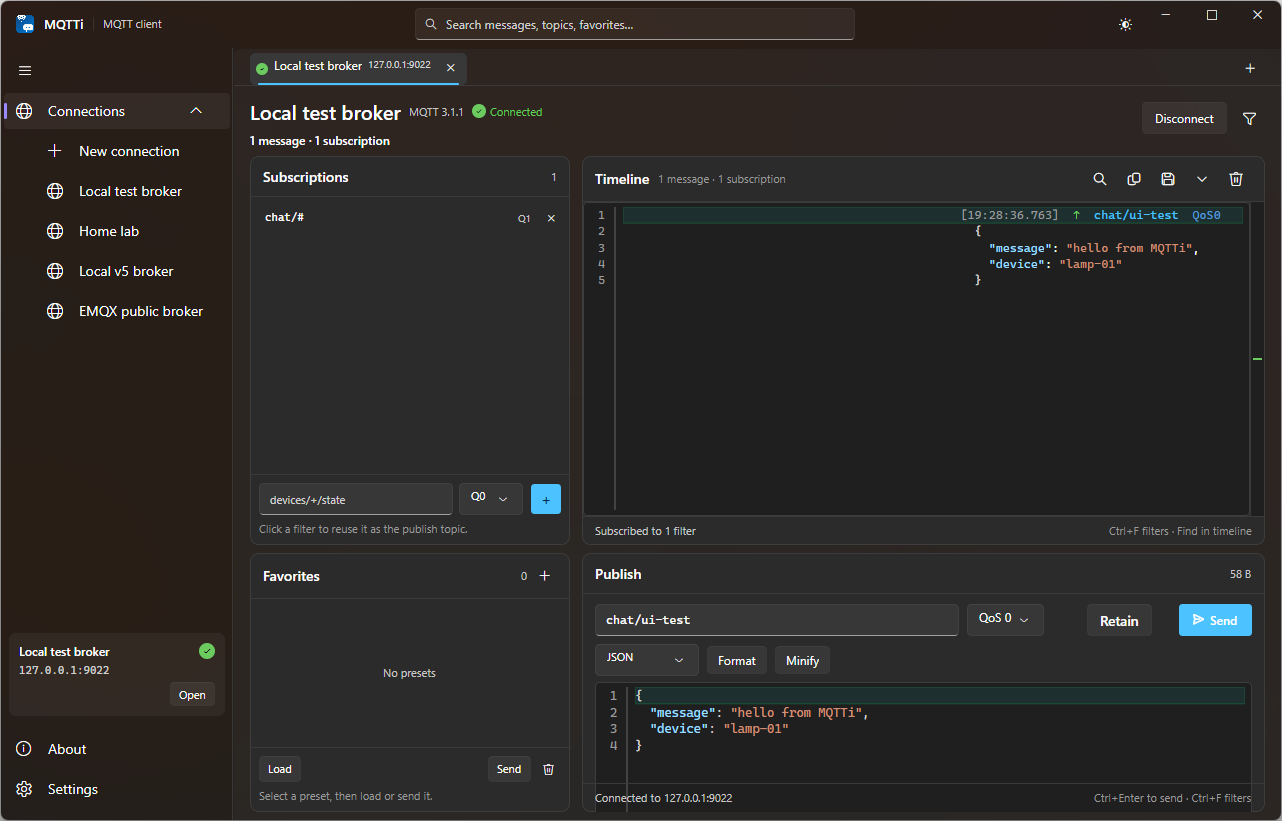 MQTTi MQTT client
Search messages, topics, favorites...
Local test broker 127.0.0.1:9022
Connections
New connection
Local test broker
Home lab
Local v5 broker
EMQX public broker
Local test broker
127.0.0.1:9022
Open
About
Settings
Local test broker MQTT 3.1.1 Connected
1 message · 1 subscription
Disconnect
Subscriptions 1
chat/# Q1
devices/+/state Q0 +
Click a filter to reuse it as the publish topic.
Favorites 0 +
No presets
Load Send
Select a preset, then load or send it.
Timeline 1 message · 1 subscription
1 [19:28:36.763] ↑ chat/ui-test QoS0
2 {
3 "message": "hello from MQTTi",
4 "device": "lamp-01"
5 }
Subscribed to 1 filter Ctrl+F filters · Find in timeline
Publish 58 B
chat/ui-test QoS 0 Retain Send
JSON Format Minify
1 {
2 "message": "hello from MQTTi",
3 "device": "lamp-01"
4 }
Connected to 127.0.0.1:9022 Ctrl+Enter to send · Ctrl+F filters